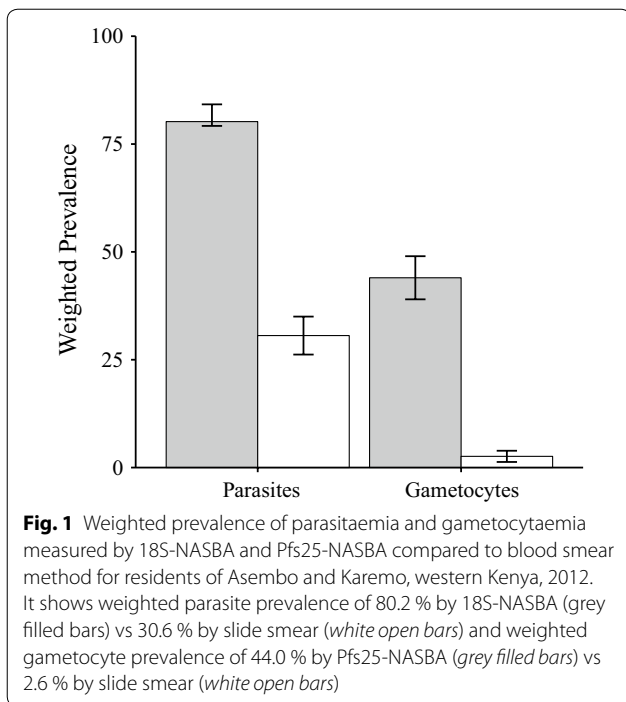 100
75
50
25
0
Weighted Prevalence
Parasites
Gametocytes
Fig. 1 Weighted prevalence of parasitaemia and gametocytaemia
measured by 18S-NASBA and Pfs25-NASBA compared to blood smear
method for residents of Asembo and Karemo, western Kenya, 2012.
It shows weighted parasite prevalence of 80.2 % by 18S-NASBA (grey
filled bars) vs 30.6 % by slide smear (white open bars) and weighted
gametocyte prevalence of 44.0 % by Pfs25-NASBA (grey filled bars) vs
2.6 % by slide smear (white open bars)